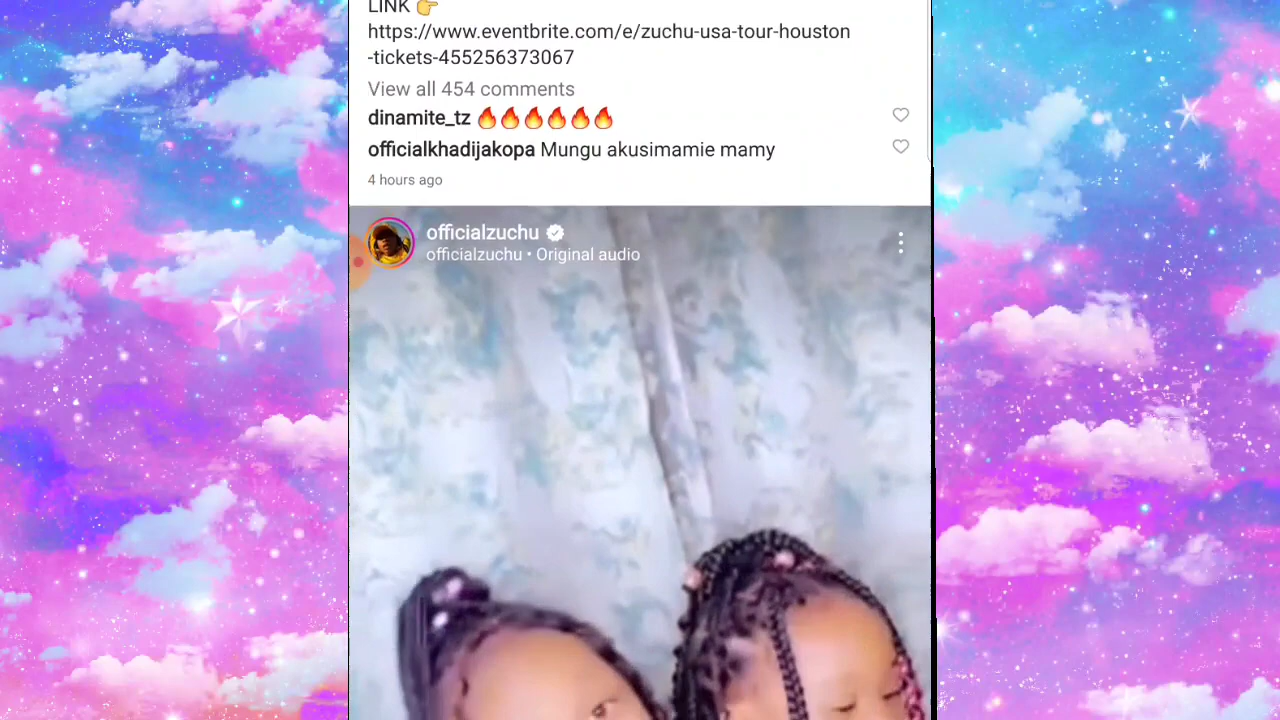 LINK 👉
https://www.eventbrite.com/e/zuchu-usa-tour-houston
-tickets-455256373067
View all 454 comments
dinamite_tz 🔥🔥🔥🔥🔥🔥
officialkhadijakopa Mungu akusimamie mamy
4 hours ago
officialzuchu
officialzuchu • Original audio